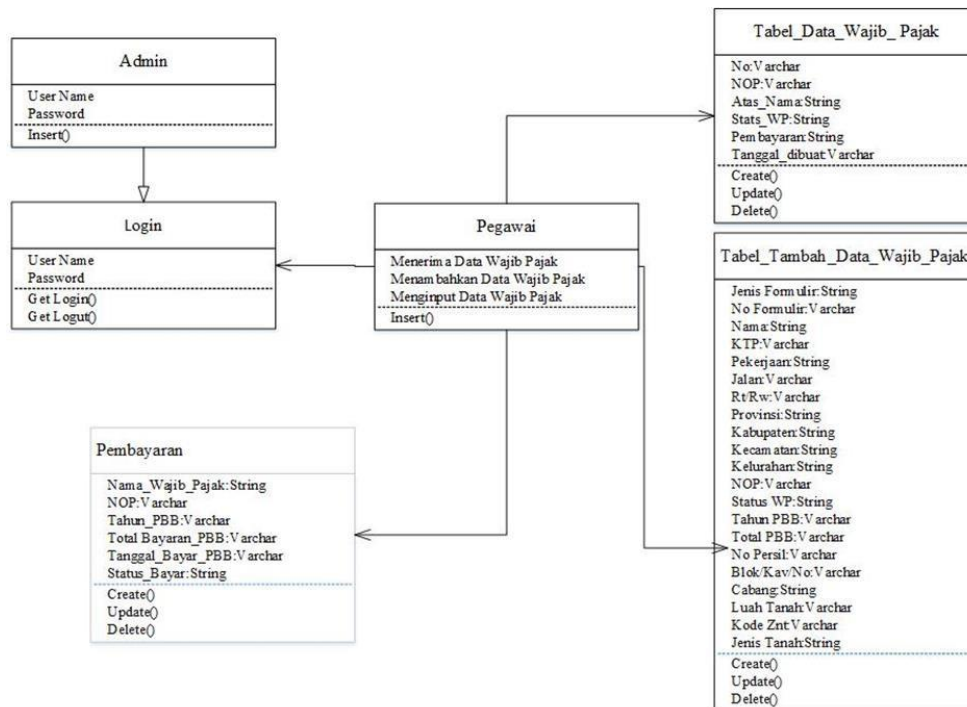 Admin
User Name
Password
Insert()
Login
User Name
Password
Get Login()
Get Logut()
Pegawai
Menerima Data Wajib Pajak
Menambahkan Data Wajib Pajak
Menginput Data Wajib Pajak
Insert()
Pembayaran
Nama_Wajib_Pajak:String
NOP:Varchar
Tahun_PBB:Varchar
Total Bayaran_PBB:Varchar
Tanggal_Bayar_PBB:Varchar
Status_Bayar:String
Create()
Update()
Delete()
Tabel_Data_Wajib_ Pajak
No:Varchar
NOP:Varchar
Atas_Nama:String
Stats_WP:String
Pembayaran:String
Tanggal_dibuat:Varchar
Create()
Update()
Delete()
Tabel_Tambah_Data_Wajib_Pajak
Jenis Formulir:String
No Formulir:Varchar
Nama:String
KTP:Varchar
Pekerjaan:String
Jalan:Varchar
Rt/Rw:Varchar
Provinsi:String
Kabupaten:String
Kecamatan:String
Kelurahan:String
NOP:Varchar
Status WP:String
Tahun PBB:Varchar
Total PBB:Varchar
No Persil:Varchar
Blok/Kav/No:Varchar
Cabang:String
Luah Tanah:Varchar
Kode Znt:Varchar
Jenis Tanah:String
Create()
Update()
Delete()